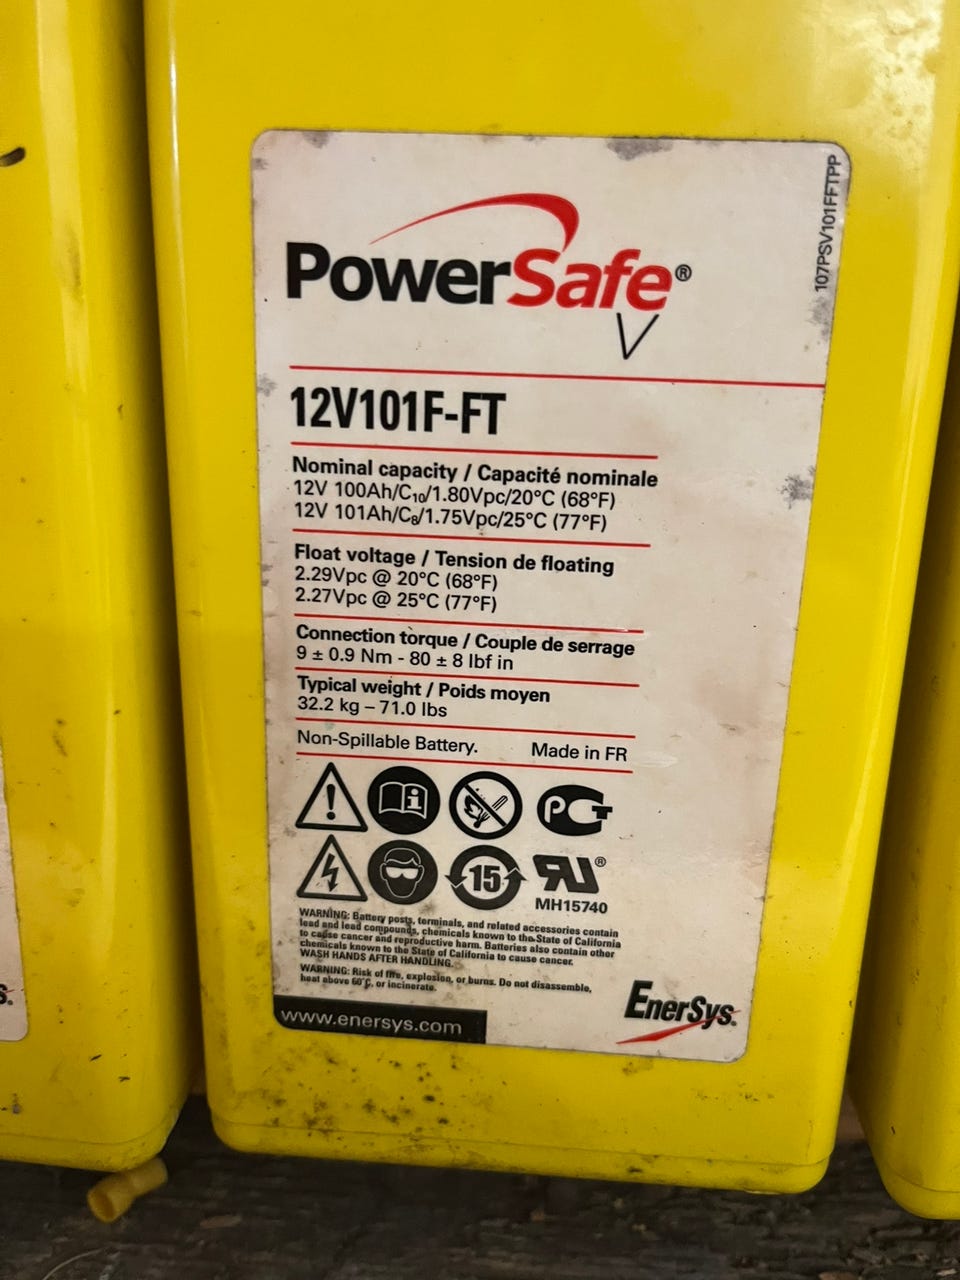 107PSV101FFTPP
PowerSafe®
V
12V101F-FT
Nominal capacity / Capacité nominale
12V 100Ah/C10/1.80Vpc/20°C (68°F)
12V 101Ah/C8/1.75Vpc/25°C (77°F)
Float voltage / Tension de floating
2.29Vpc @ 20°C (68°F)
2.27Vpc @ 25°C (77°F)
Connection torque / Couple de serrage
9 ± 0.9 Nm - 80 ± 8 lbf in
Typical weight / Poids moyen
32.2 kg – 71.0 lbs
Non-Spillable Battery. Made in FR
15
MH15740
WARNING: Battery posts, terminals, and related accessories contain
lead and lead compounds, chemicals known to the State of California
to cause cancer and reproductive harm. Batteries also contain other
chemicals known to the State of California to cause cancer.
WASH HANDS AFTER HANDLING.
WARNING: Risk of fire, explosion, or burns. Do not disassemble,
heat above 60°C, or incinerate.
www.enersys.com
EnerSys.